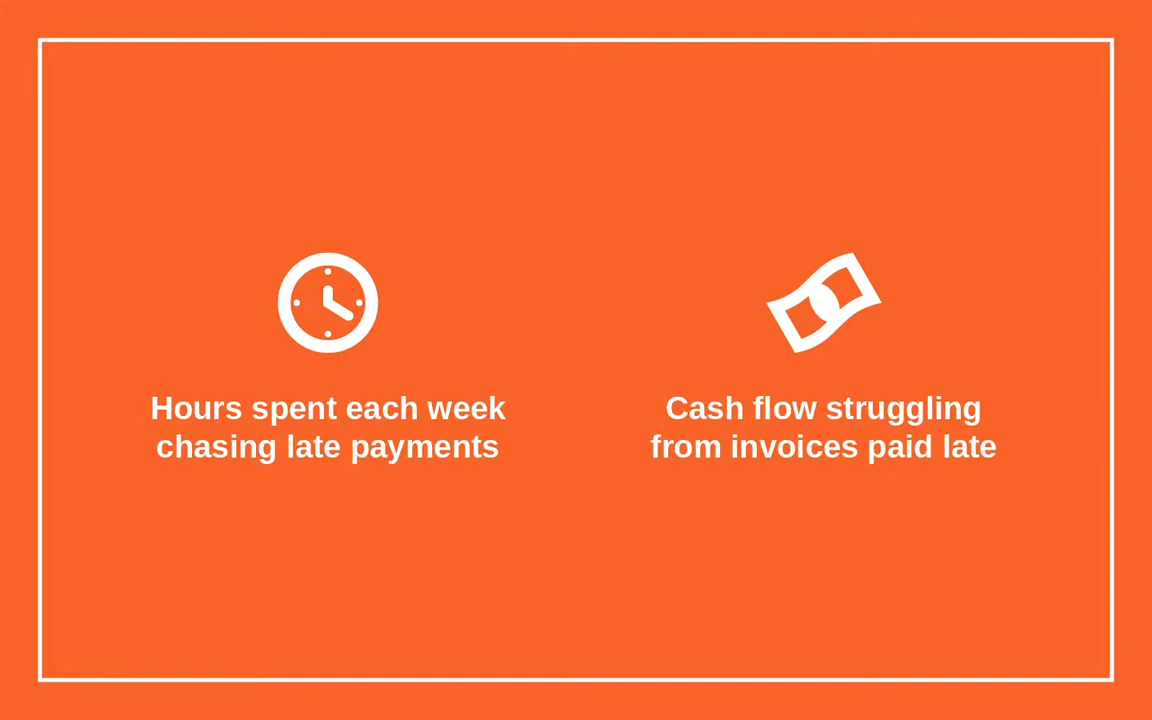 Hours spent each week
chasing late payments
Cash flow struggling
from invoices paid late